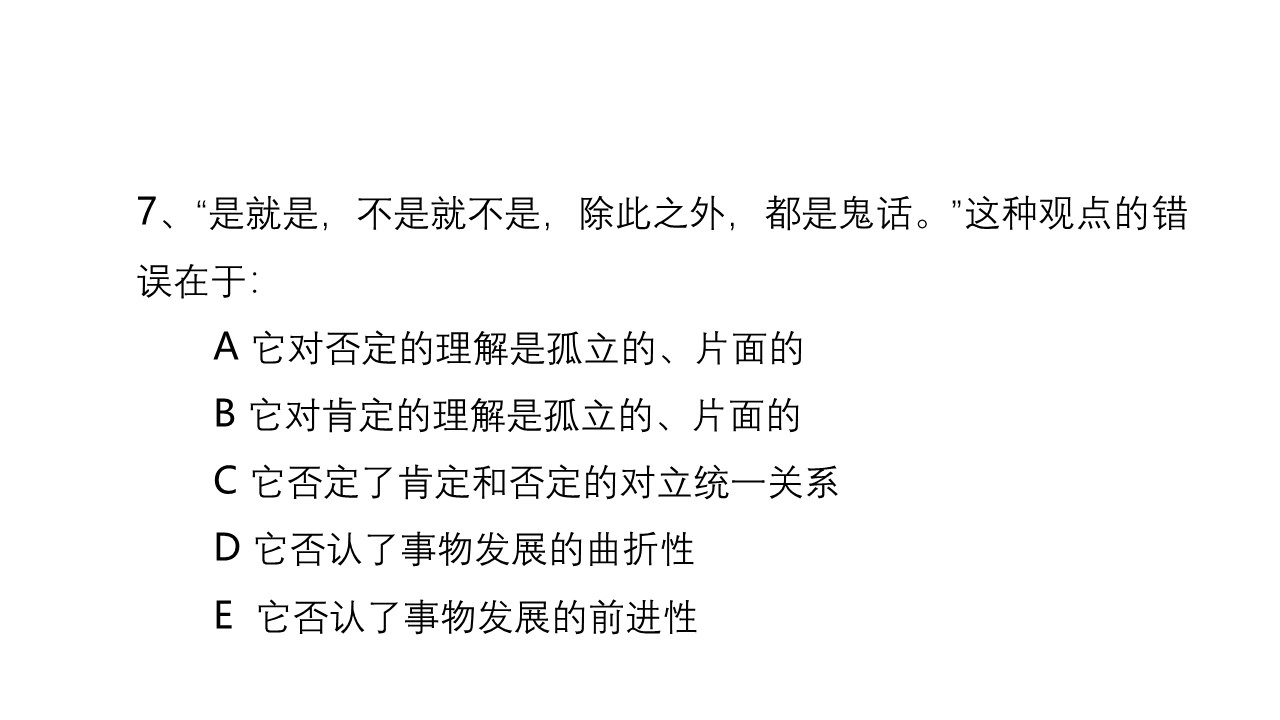 7、“是就是，不是就不是，除此之外，都是鬼话。”这种观点的错
误在于：
A 它对否定的理解是孤立的、片面的
B 它对肯定的理解是孤立的、片面的
C 它否定了肯定和否定的对立统一关系
D 它否认了事物发展的曲折性
E 它否认了事物发展的前进性